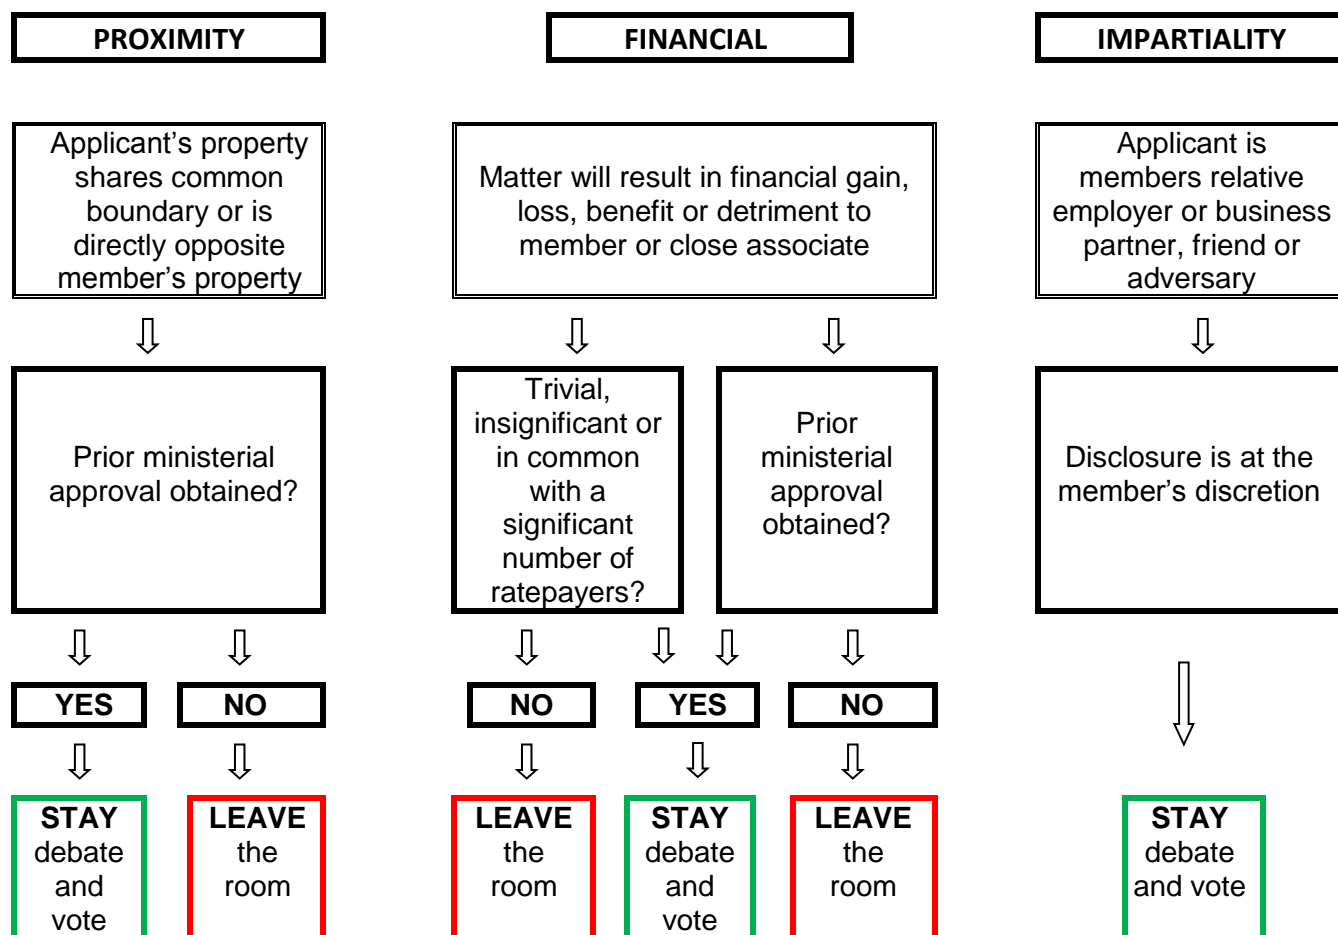 PROXIMITY
FINANCIAL
IMPARTIALITY
Applicant’s property
shares common
boundary or is
directly opposite
member’s property
Matter will result in financial gain,
loss, benefit or detriment to
member or close associate
Applicant is
members relative
employer or business
partner, friend or
adversary
Prior ministerial
approval obtained?
Trivial,
insignificant or
in common
with a
significant
number of
ratepayers?
Prior
ministerial
approval
obtained?
Disclosure is at the
member’s discretion
YES
NO
NO
YES
NO
STAY
debate
and
vote
LEAVE
the
room
LEAVE
the
room
STAY
debate
and
vote
LEAVE
the
room
STAY
debate
and vote